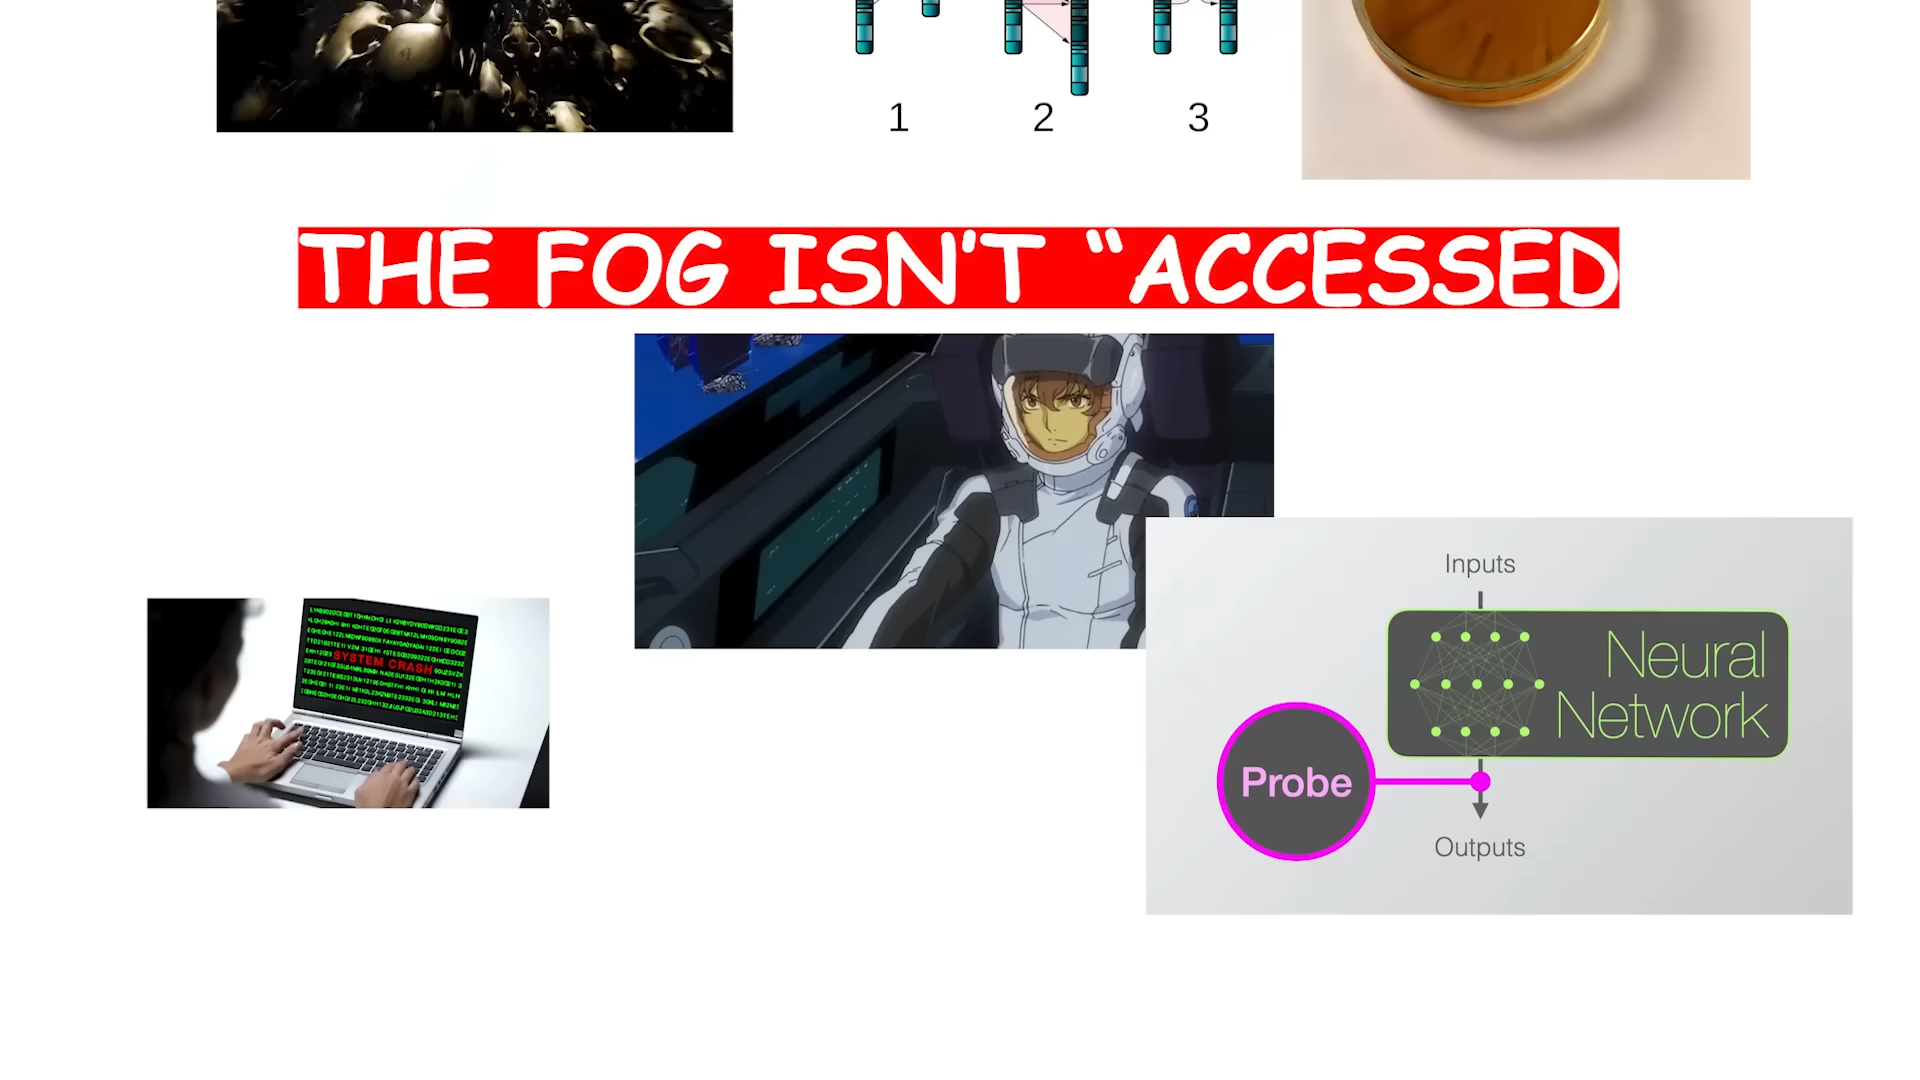 1 2 3
THE FOG ISN'T “ACCESSED
SYSTEM CRASH
Inputs
Neural
Network
Probe
Outputs